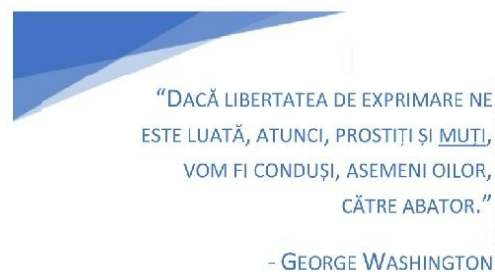 “DACĂ LIBERTATEA DE EXPRIMARE NE
ESTE LUATĂ, ATUNCI, PROSTIȚI ȘI MUȚI,
VOM FI CONDUȘI, ASEMENI OILOR,
CĂTRE ABATOR.”
- GEORGE WASHINGTON